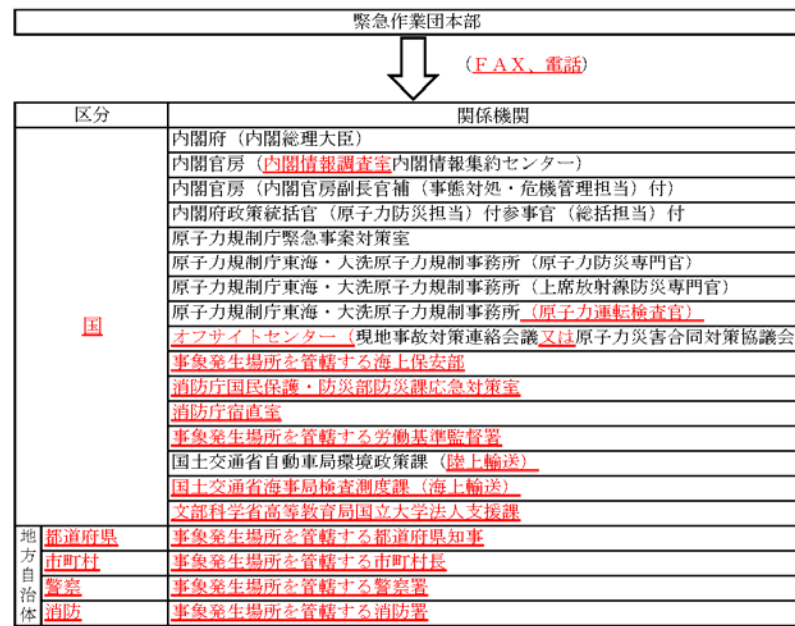 緊急作業団本部
（ＦＡＸ、電話）
区分 関係機関
国
内閣府（内閣総理大臣）
内閣官房（内閣情報調査室内閣情報集約センター）
内閣官房（内閣官房副長官補（事態対処・危機管理担当）付）
内閣府政策統括官（原子力防災担当）付参事官（総括担当）付
原子力規制庁緊急事案対策室
原子力規制庁東海・大洗原子力規制事務所（原子力防災専門官）
原子力規制庁東海・大洗原子力規制事務所（上席放射線防災専門官）
原子力規制庁東海・大洗原子力規制事務所（原子力運転検査官）
オフサイトセンター（現地事故対策連絡会議又は原子力災害合同対策協議会
事象発生場所を管轄する海上保安部
消防庁国民保護・防災部防災課応急対策室
消防庁宿直室
事象発生場所を管轄する労働基準監督署
国土交通省自動車局環境政策課（陸上輸送）
国土交通省海事局検査測度課（海上輸送）
文部科学省高等教育局国立大学法人支援課
地方自治体
都道府県 事象発生場所を管轄する都道府県知事
市町村 事象発生場所を管轄する市町村長
警察 事象発生場所を管轄する警察署
消防 事象発生場所を管轄する消防署